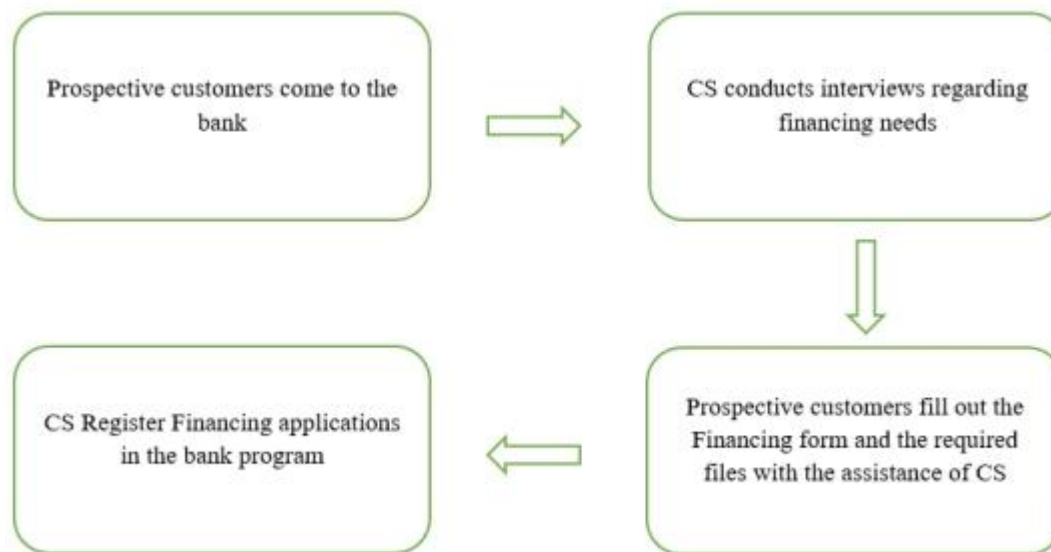 Prospective customers come to the
bank
CS conducts interviews regarding
financing needs
Prospective customers fill out the
Financing form and the required
files with the assistance of CS
CS Register Financing applications
in the bank program